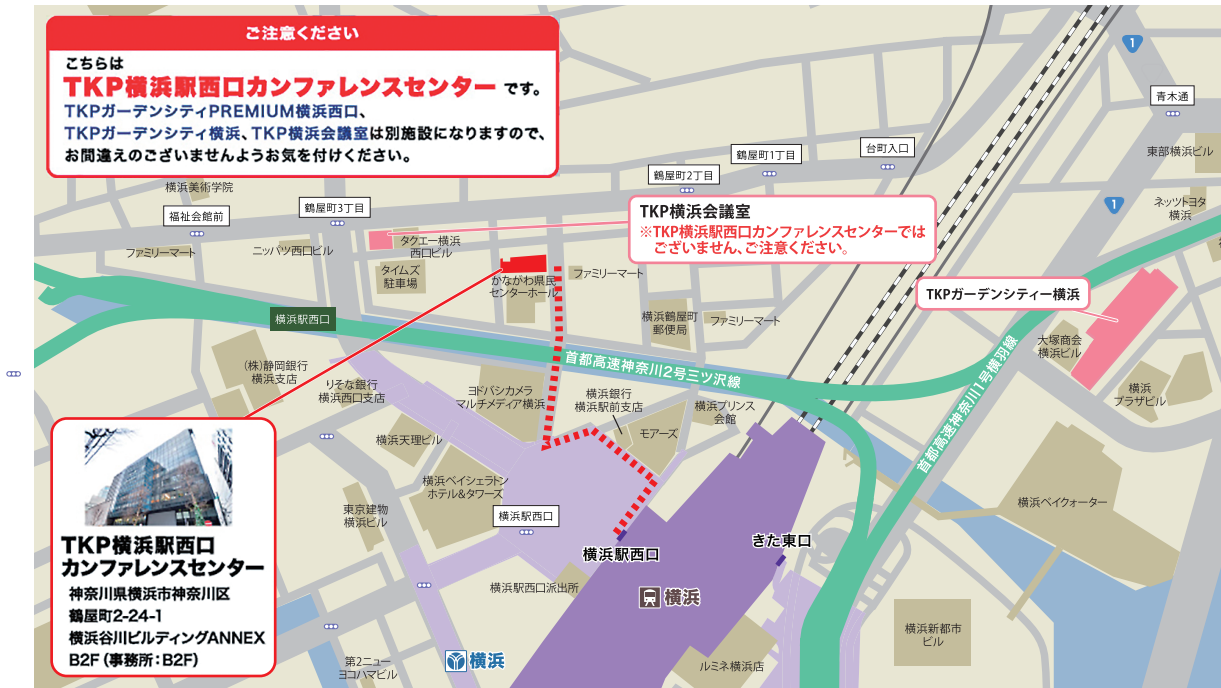 ご注意ください
こちらは
TKP横浜駅西口カンファレンスセンター です。
TKPガーデンシティPREMIUM横浜西口、
TKPガーデンシティ横浜、TKP横浜会議室は別施設になりますので、
お間違えのございませんようお気を付けください。
1
青木通
東部横浜ビル
台町入口
鶴屋町1丁目
鶴屋町2丁目
横浜美術学院
福祉会館前
鶴屋町3丁目
1
ネッツトヨタ
横浜
TKP横浜会議室
※TKP横浜駅西口カンファレンスセンターでは
ございません、ご注意ください。
ファミリーマート
ニッパツ西口ビル
タクエー横浜
西口ビル
タイムズ
駐車場
かながわ県民
センターホール
ファミリーマート
TKPガーデンシティー横浜
横浜駅西口
横浜鶴屋町
郵便局
ファミリーマート
大塚商会
横浜ビル
首都高速神奈川2号三ツ沢線
首都高速神奈川1号横羽線
(株)静岡銀行
横浜支店
りそな銀行
横浜西口支店
ヨドバシカメラ
マルチメディア横浜
横浜銀行
横浜駅前支店
横浜プリンス
会館
横浜
プラザビル
モアーズ
横浜天理ビル
横浜ベイシェラトン
ホテル&タワーズ
東京建物
横浜ビル
横浜駅西口
横浜ベイクォーター
横浜駅西口
きた東口
横浜駅西口派出所
横浜
TKP横浜駅西口
カンファレンスセンター
神奈川県横浜市神奈川区
鶴屋町2-24-1
横浜谷川ビルディングANNEX
B2F（事務所：B2F）
横浜新都市
ビル
第2ニュー
ヨコハマビル
横浜
ルミネ横浜店